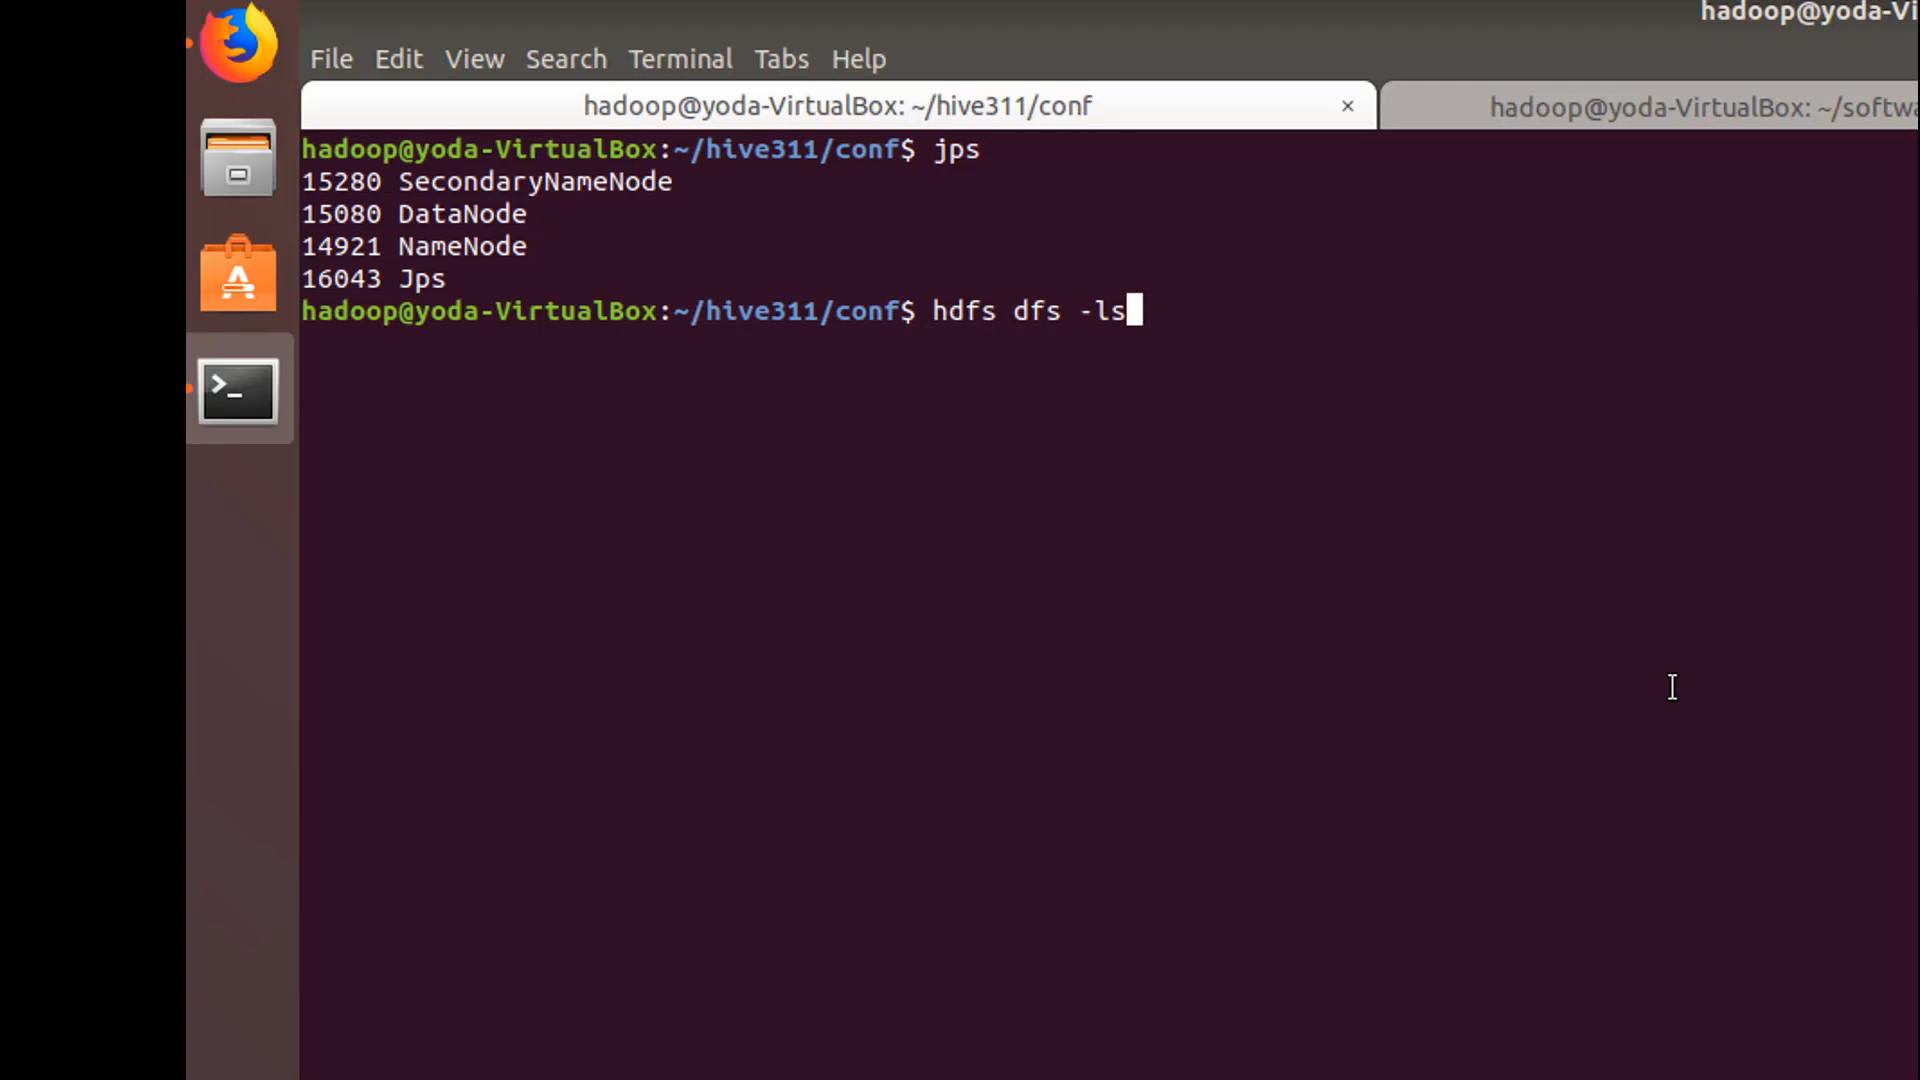 hadoop@yoda-Vi
File Edit View Search Terminal Tabs Help
hadoop@yoda-VirtualBox: ~/hive311/conf × hadoop@yoda-VirtualBox: ~/softwa
hadoop@yoda-VirtualBox:~/hive311/conf$ jps
15280 SecondaryNameNode
15080 DataNode
14921 NameNode
16043 Jps
hadoop@yoda-VirtualBox:~/hive311/conf$ hdfs dfs -ls